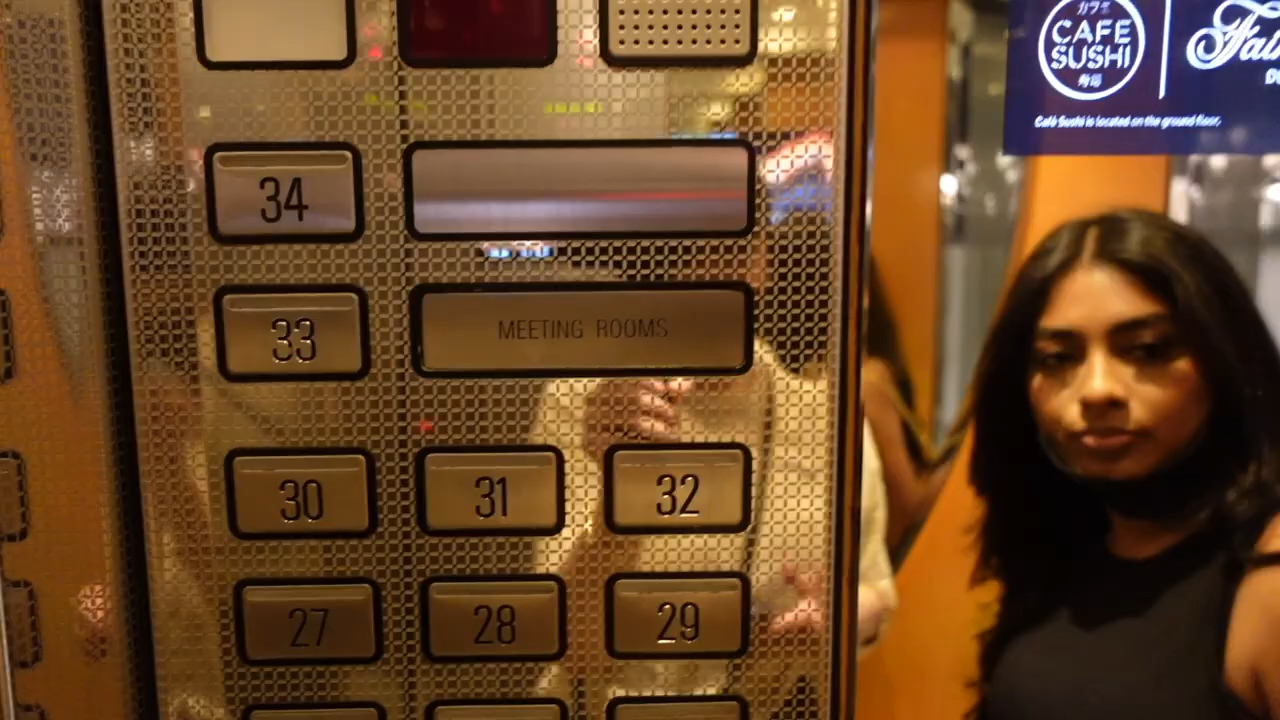 カフェ
CAFE
SUSHI
寿司
Café Sushi is located on the ground floor.
34
33
MEETING ROOMS
30 31 32
27 28 29